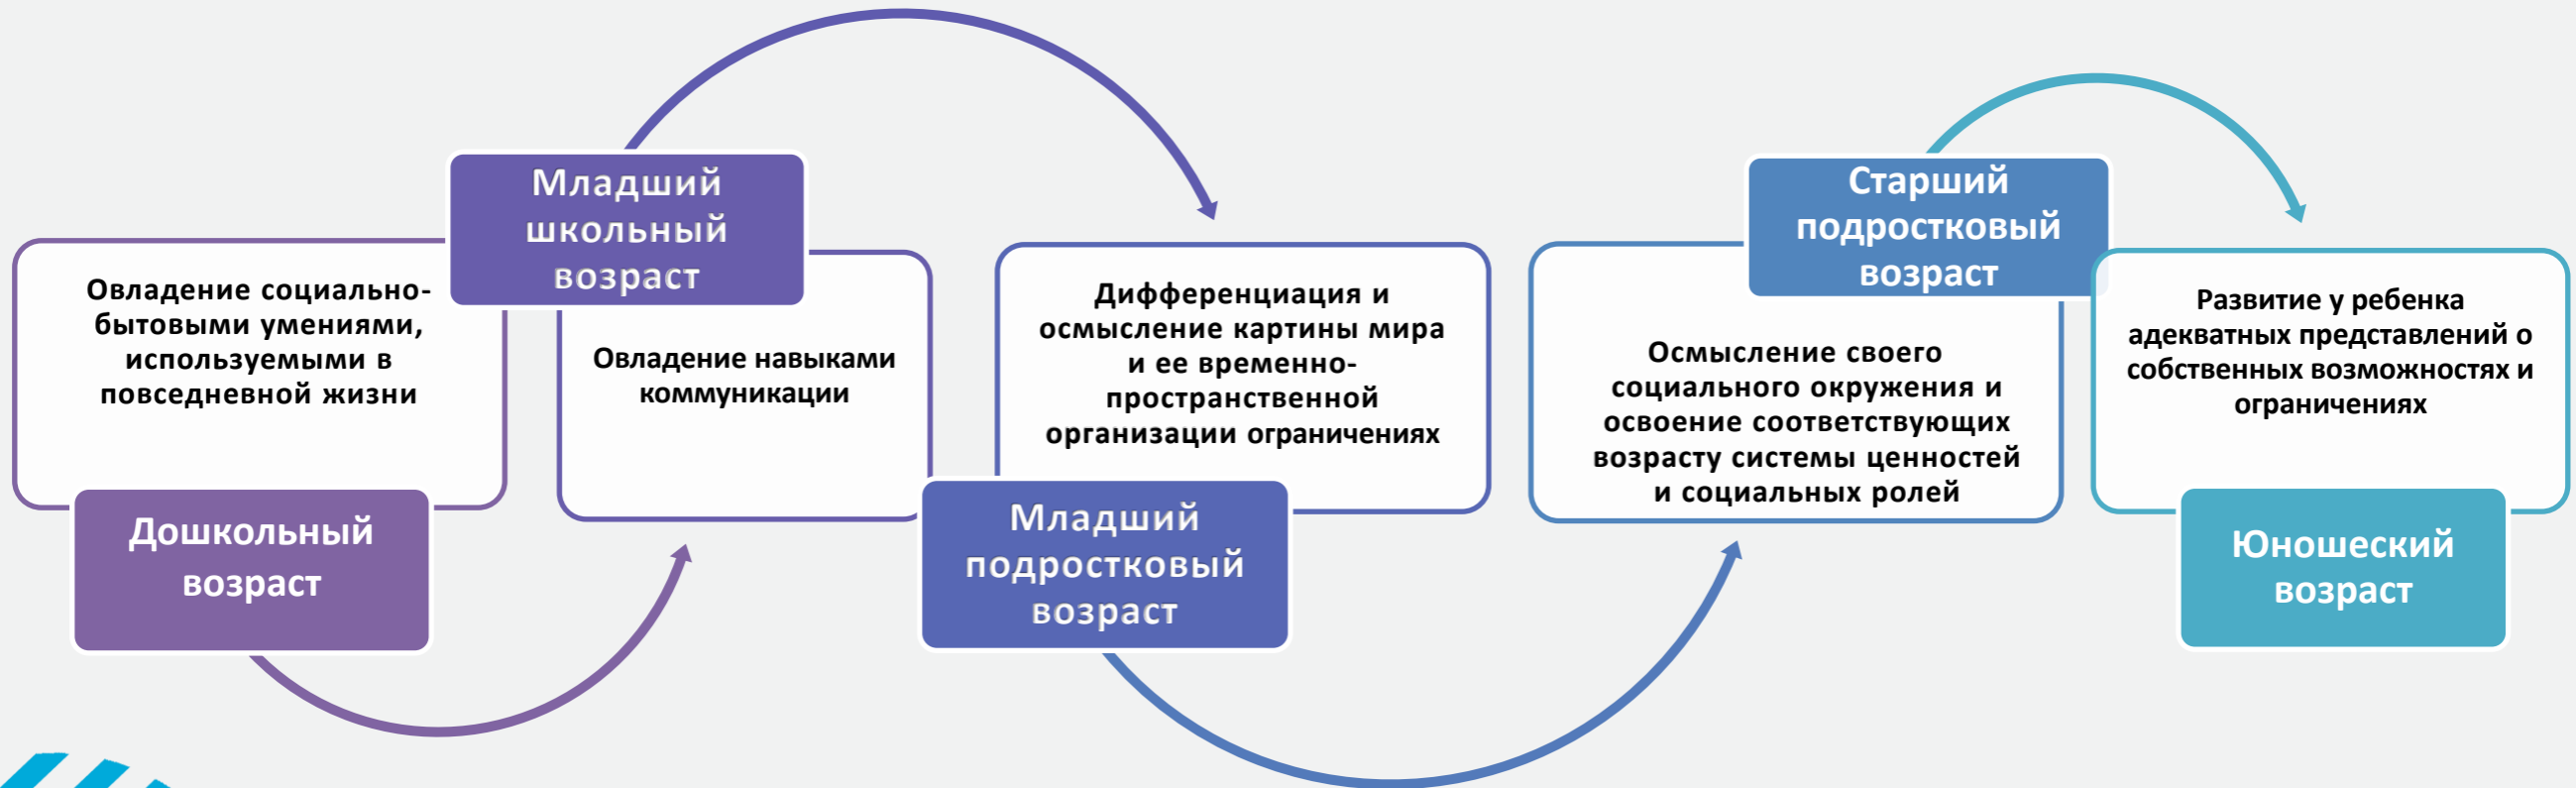 Овладение социально-
бытовыми умениями,
используемыми в
повседневной жизни
Дошкольный
возраст
Младший
школьный
возраст
Овладение навыками
коммуникации
Дифференциация и
осмысление картины мира
и ее временно-
пространственной
организации ограничениях
Младший
подростковый
возраст
Старший
подростковый
возраст
Осмысление своего
социального окружения и
освоение соответствующих
возрасту системы ценностей
и социальных ролей
Развитие у ребенка
адекватных представлений о
собственных возможностях и
ограничениях
Юношеский
возраст